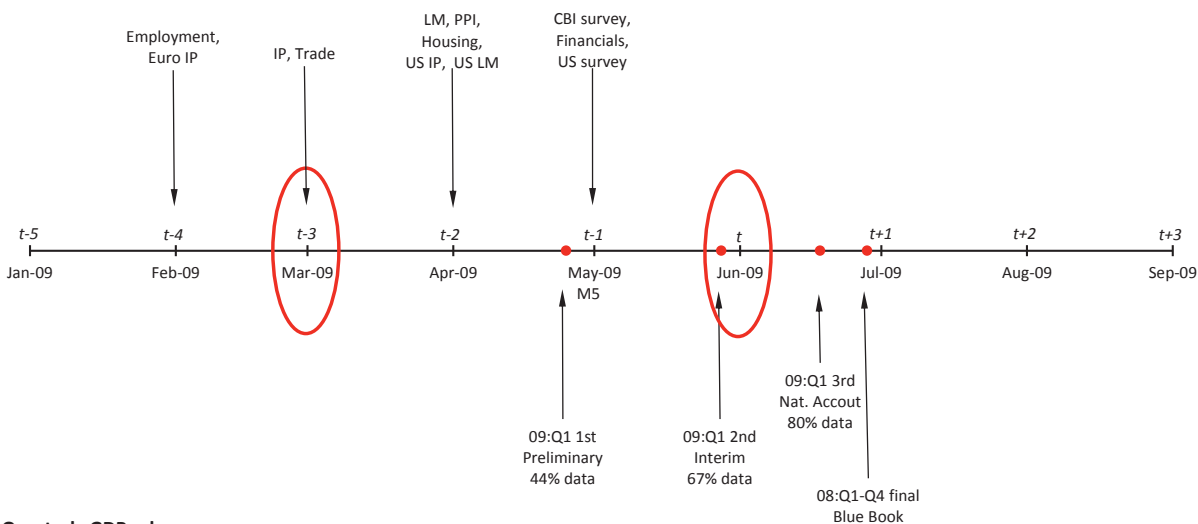 Employment,
Euro IP
IP, Trade
LM, PPI,
Housing,
US IP, US LM
CBI survey,
Financials,
US survey
t-5 t-4 t-3 t-2 t-1 t t+1 t+2 t+3
Jan-09 Feb-09 Mar-09 Apr-09 May-09 Jun-09 Jul-09 Aug-09 Sep-09
M5
09:Q1 1st
Preliminary
44% data
09:Q1 2nd
Interim
67% data
09:Q1 3rd
Nat. Accout
80% data
08:Q1-Q4 final
Blue Book